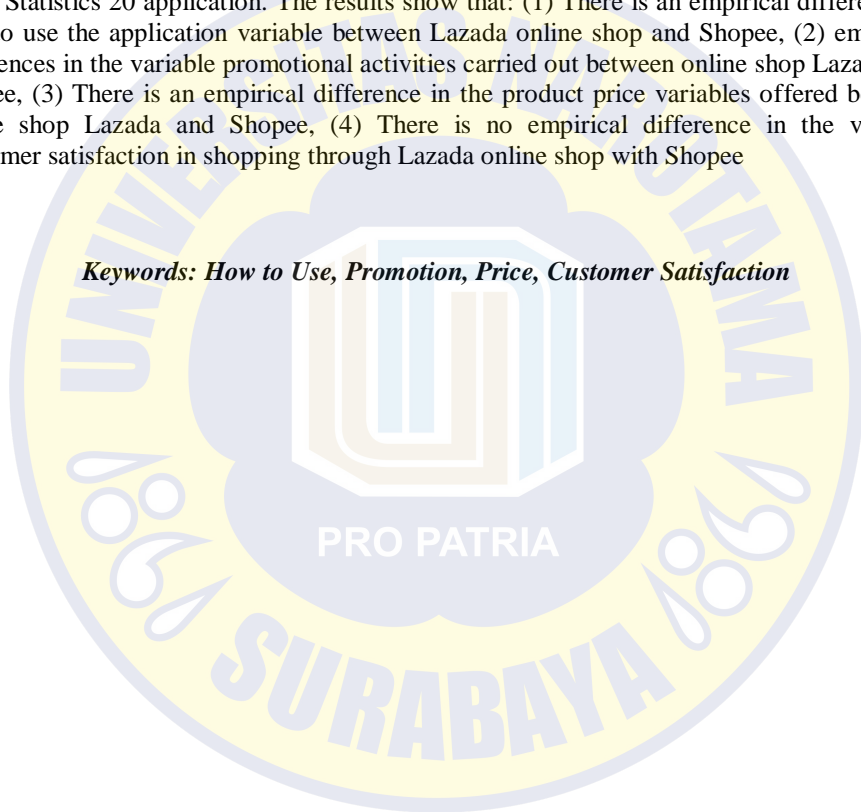 Statistics 20 application. The results show that: (1) There is an empirical differe
o use the application variable between Lazada online shop and Shopee, (2) em
ences in the variable promotional activities carried out between online shop Laza
ee, (3) There is an empirical difference in the product price variables offered be
e shop Lazada and Shopee, (4) There is no empirical difference in the v
mer satisfaction in shopping through Lazada online shop with Shopee
Keywords: How to Use, Promotion, Price, Customer Satisfaction
UNIVERSITAS NAROTAMA
PRO PATRIA
SURABAYA